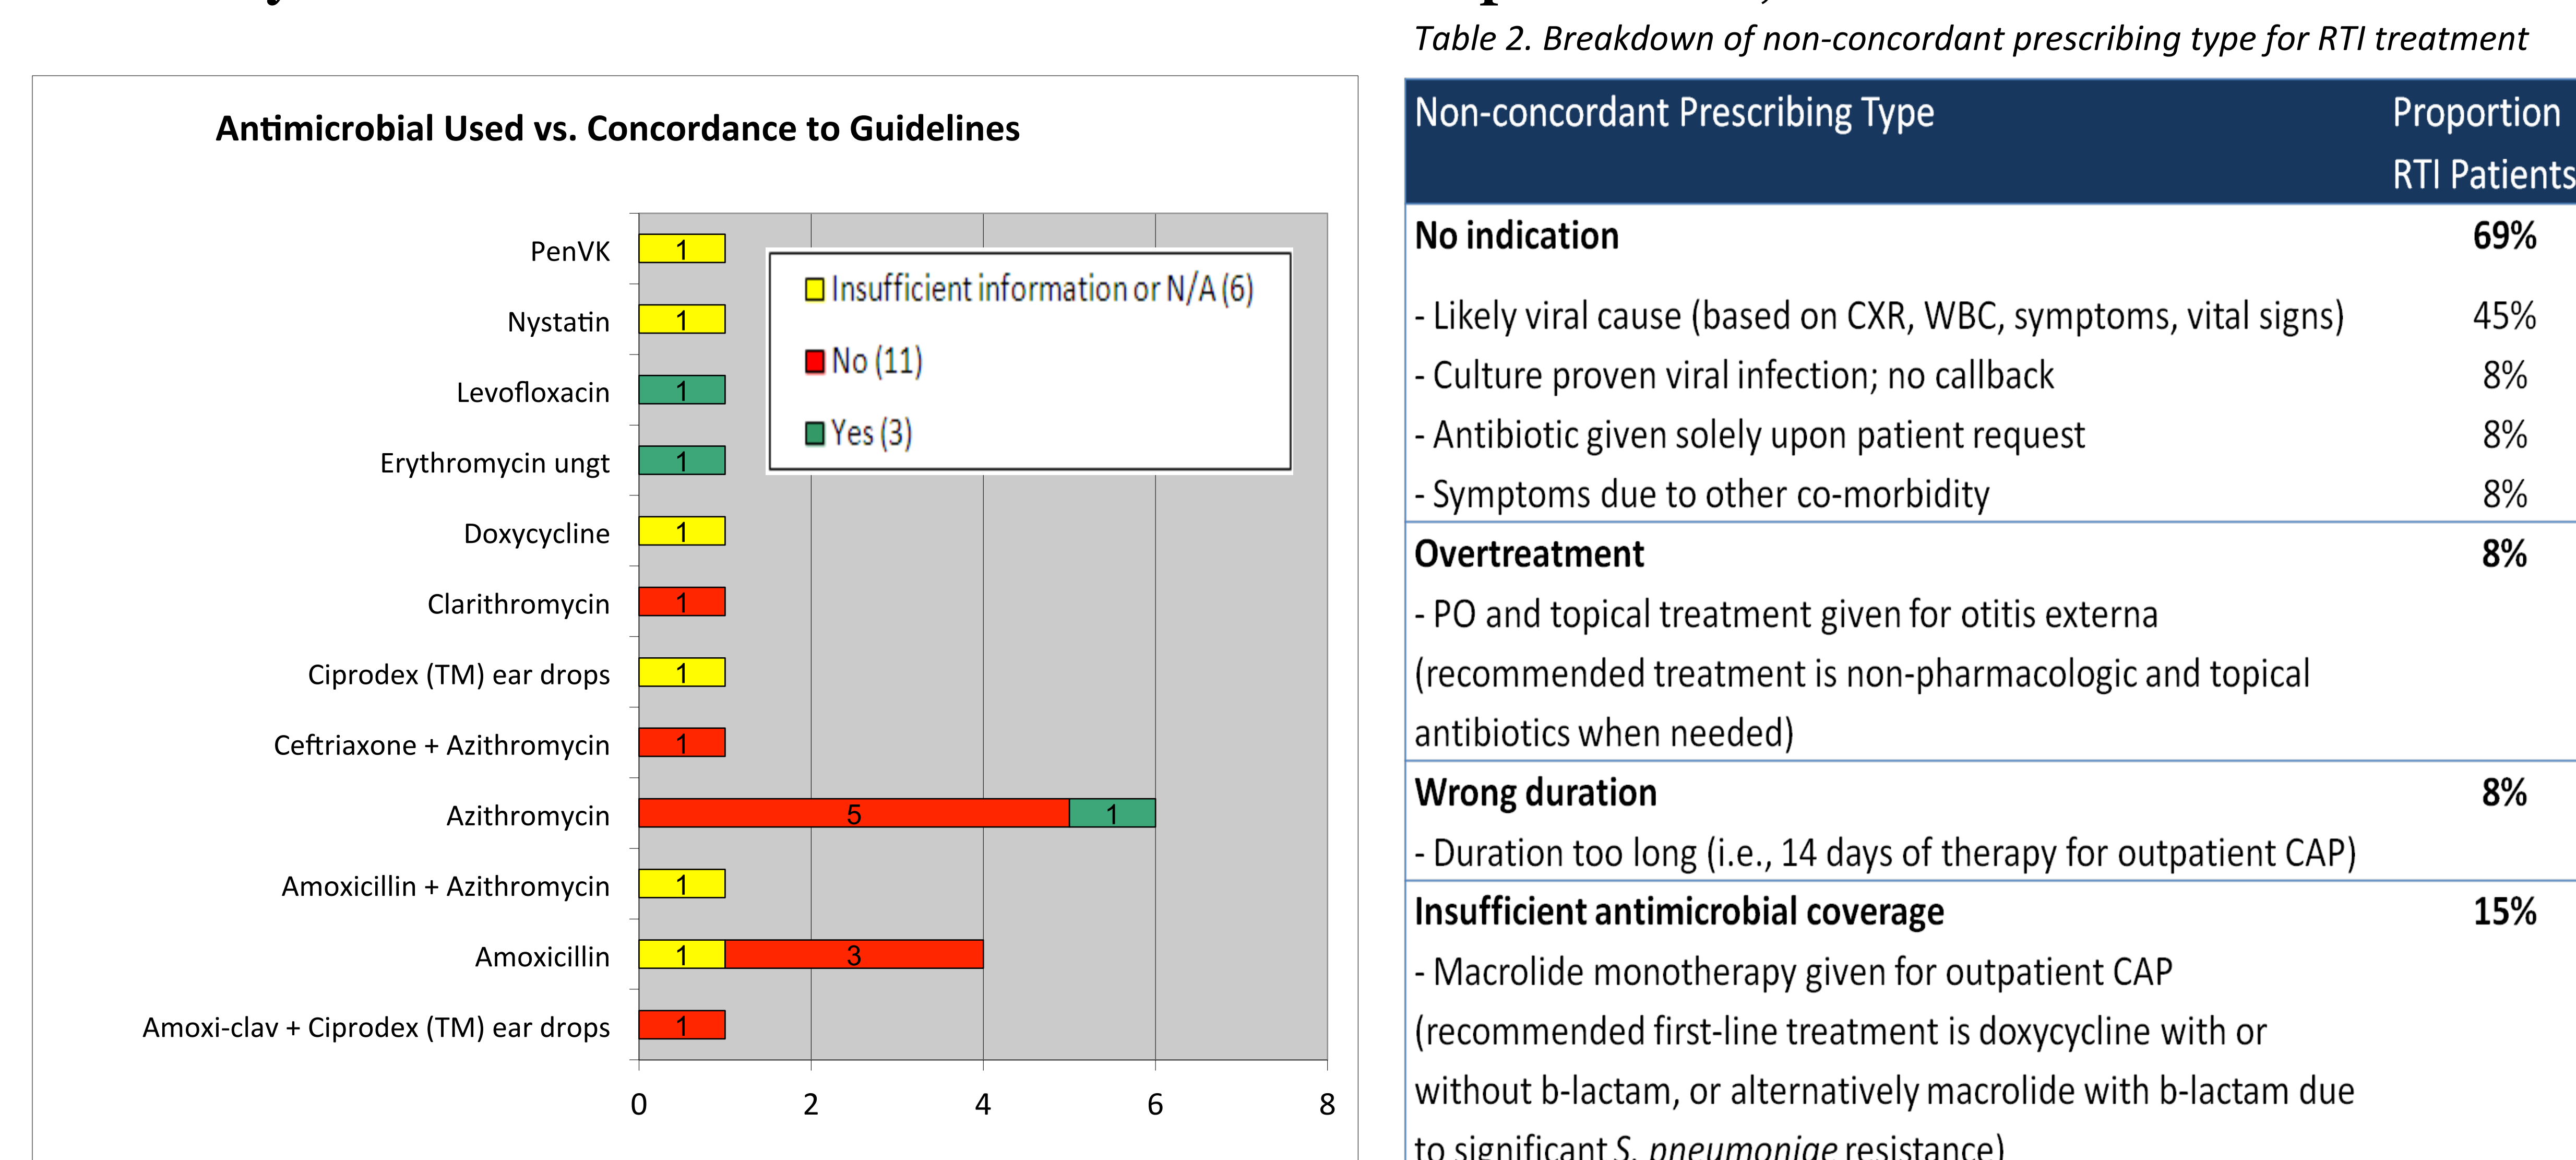 Antimicrobial Used vs. Concordance to Guidelines
PenVK
1
Nystatin
1
Levofloxacin
1
Erythromycin ungt
1
Doxycycline
1
Clarithromycin
1
Ciprodex (TM) ear drops
1
Ceftriaxone + Azithromycin
1
Azithromycin
5 1
Amoxicillin + Azithromycin
1
Amoxicillin
1 3
Amoxi-clav + Ciprodex (TM) ear drops
1
0 2 4 6 8
Insufficient information or N/A (6)
No (11)
Yes (3)
Table 2. Breakdown of non-concordant prescribing type for RTI treatment
Non-concordant Prescribing Type
Proportion
RTI Patients
No indication 69%
- Likely viral cause (based on CXR, WBC, symptoms, vital signs) 45%
- Culture proven viral infection; no callback 8%
- Antibiotic given solely upon patient request 8%
- Symptoms due to other co-morbidity 8%
Overtreatment 8%
- PO and topical treatment given for otitis externa
(recommended treatment is non-pharmacologic and topical
antibiotics when needed)
Wrong duration 8%
- Duration too long (i.e., 14 days of therapy for outpatient CAP)
Insufficient antimicrobial coverage 15%
- Macrolide monotherapy given for outpatient CAP
(recommended first-line treatment is doxycycline with or
without b-lactam, or alternatively macrolide with b-lactam due
to significant S. pneumoniae resistance)